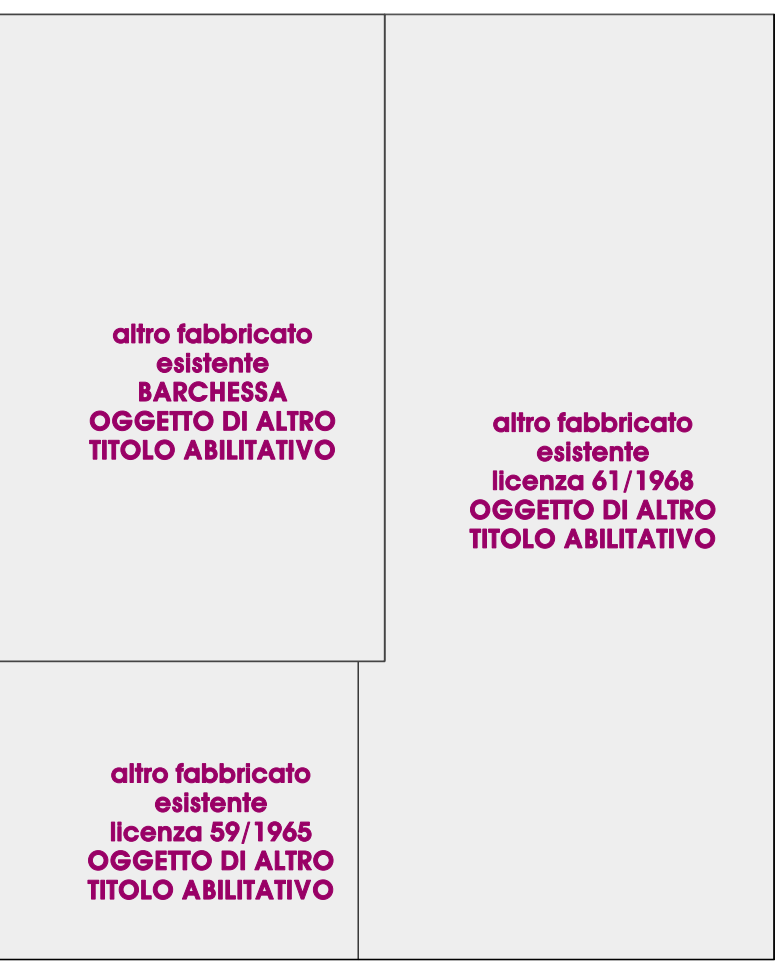 altro fabbricato
esistente
BARCHESSA
OGGETTO DI ALTRO
TITOLO ABILITATIVO
altro fabbricato
esistente
licenza 61/1968
OGGETTO DI ALTRO
TITOLO ABILITATIVO
altro fabbricato
esistente
licenza 59/1965
OGGETTO DI ALTRO
TITOLO ABILITATIVO